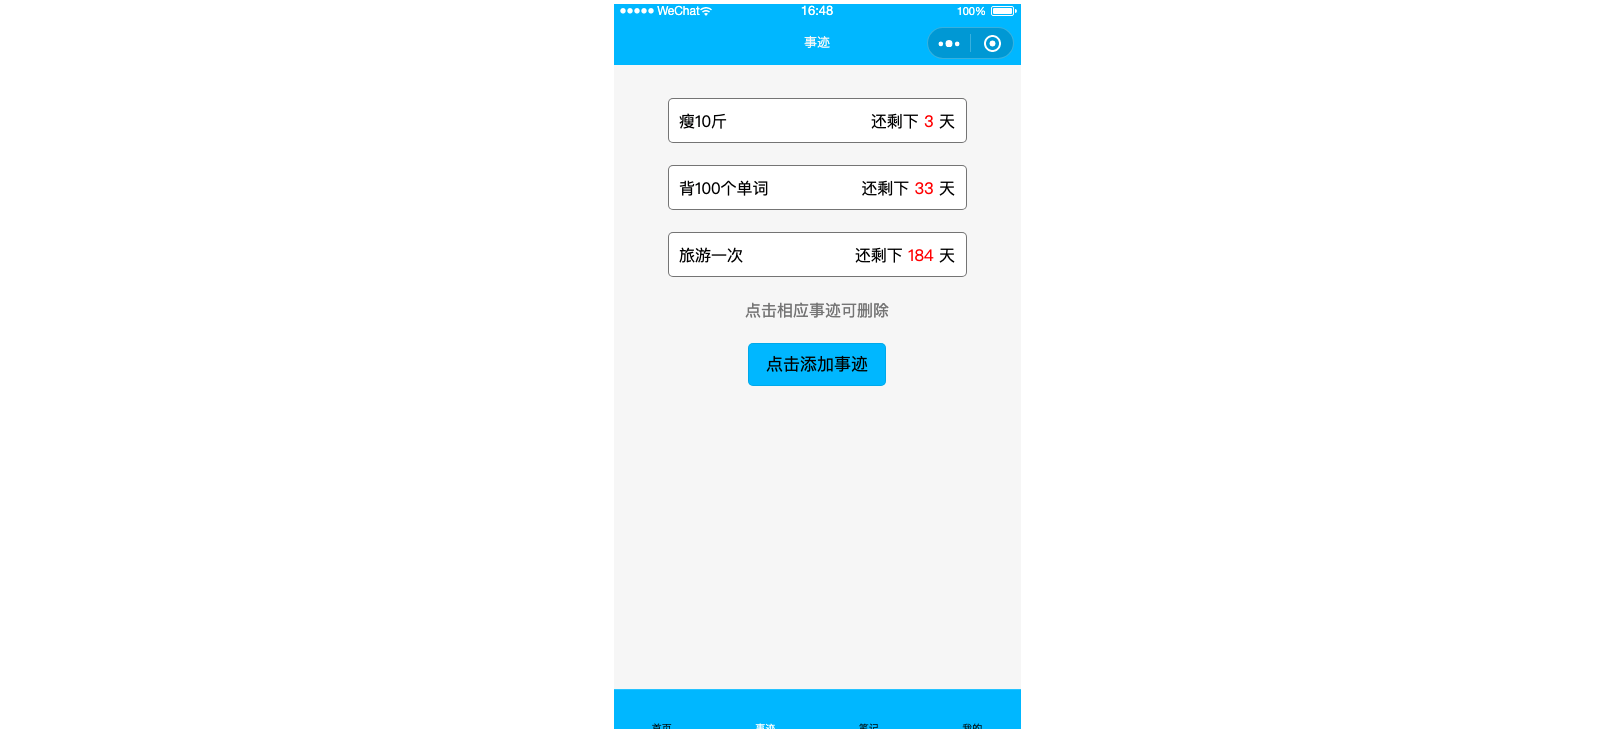 WeChat 16:48 100%
事迹
瘦10斤 还剩下 3 天
背100个单词 还剩下 33 天
旅游一次 还剩下 184 天
点击相应事迹可删除
点击添加事迹
首页 事迹 笔记 我的